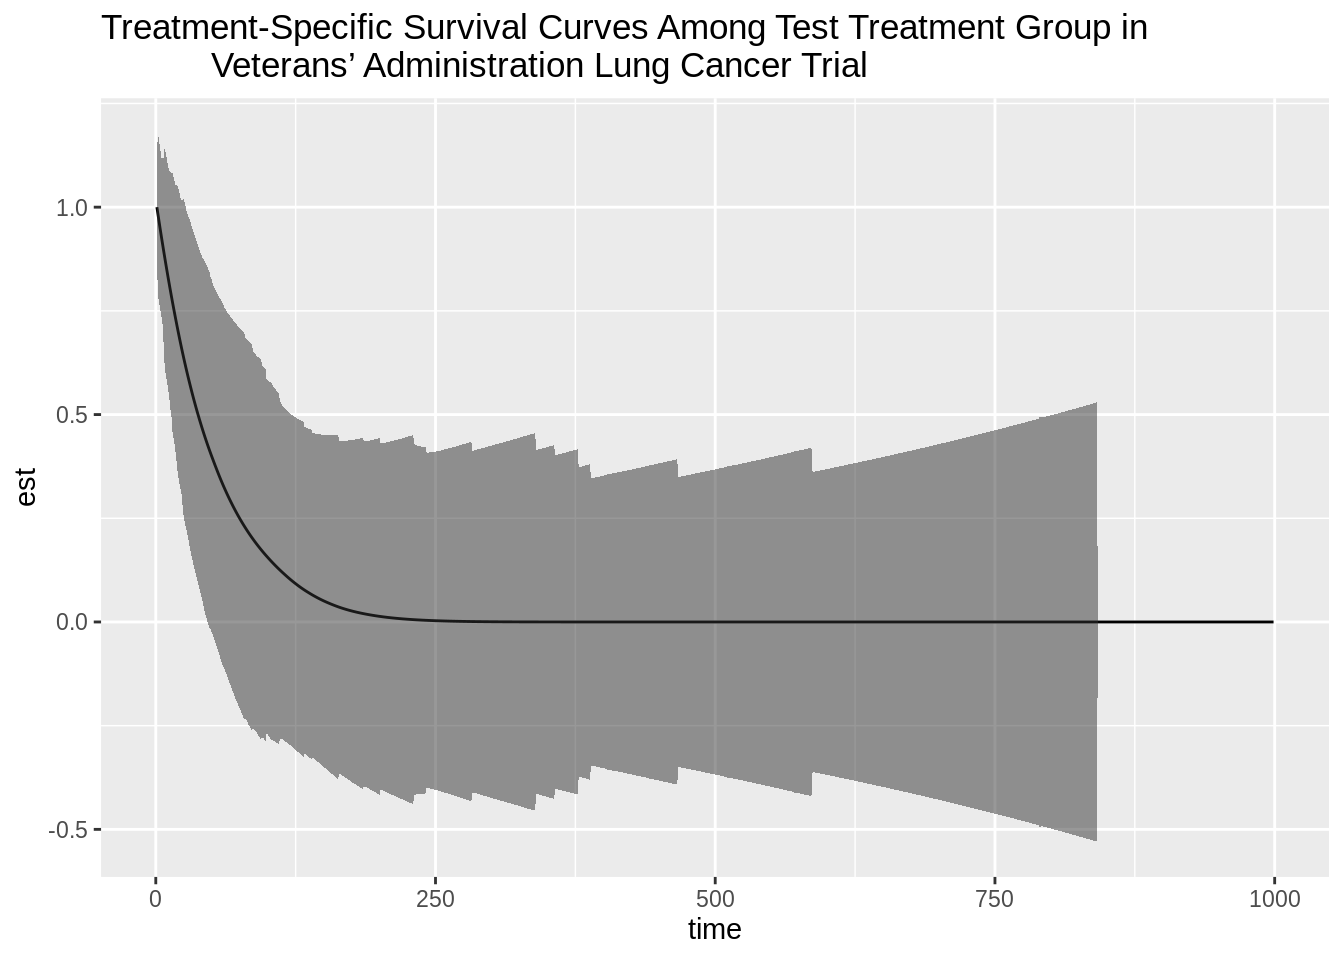 Treatment-Specific Survival Curves Among Test Treatment Group in
Veterans’ Administration Lung Cancer Trial
1.0
0.5
0.0
-0.5
est
0 250 500 750 1000
time